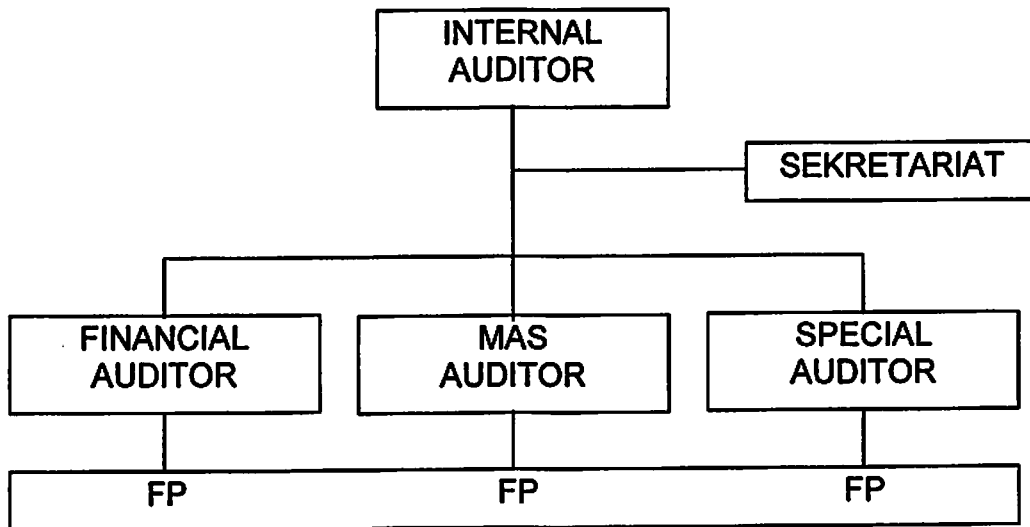 INTERNAL
AUDITOR
SEKRETARIAT
FINANCIAL
AUDITOR
MAS
AUDITOR
SPECIAL
AUDITOR
FP FP FP